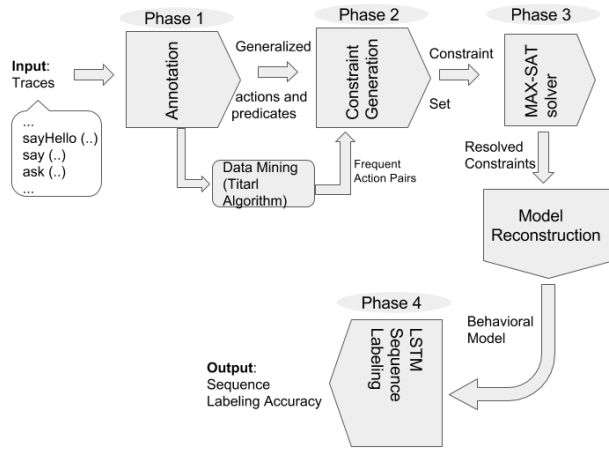 Phase 1
Phase 2
Phase 3
Input:
Traces
...
sayHello (..)
say (..)
ask (..)
...
Annotation
Generalized
actions and
predicates
Data Mining
(Titarl
Algorithm)
Frequent
Action Pairs
Constraint
Generation
Constraint
Set
MAX-SAT
solver
Resolved
Constraints
Model
Reconstruction
Behavioral
Model
Phase 4
LSTM
Sequence
Labeling
Output:
Sequence
Labeling Accuracy